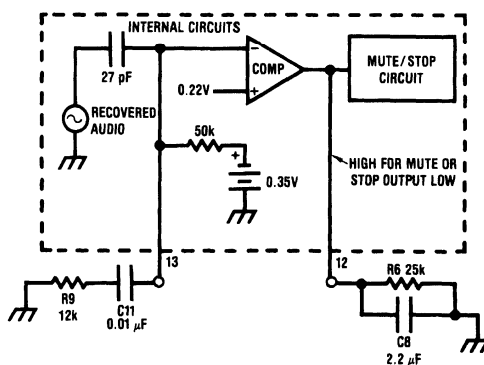 INTERNAL CIRCUITS
27 pF
−
COMP
+
0.22V
MUTE/STOP
CIRCUIT
RECOVERED
AUDIO
50k
+
0.35V
HIGH FOR MUTE OR
STOP OUTPUT LOW
13
12
R9
12k
C11
0.01 μF
R6 25k
C8
2.2 μF